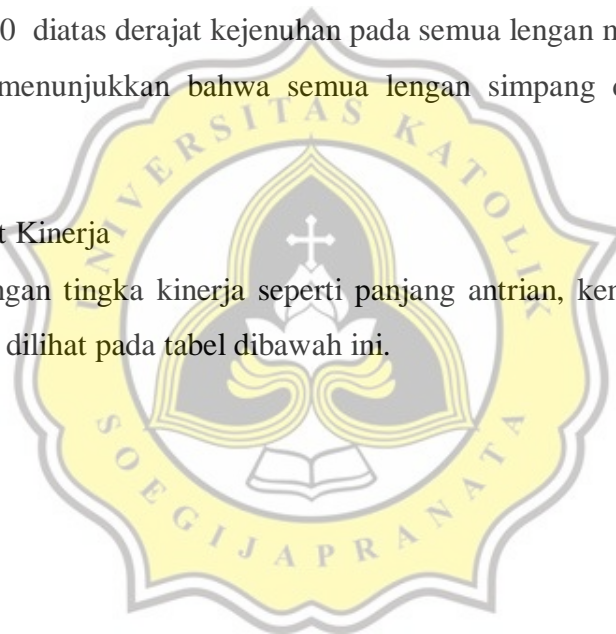 0 diatas derajat kejenuhan pada semua lengan
menunjukkan bahwa semua lengan simpang
t Kinerja
ngan tingka kinerja seperti panjang antrian, ken
dilihat pada tabel dibawah ini.
UNIVERSITAS KATOLIK
SOEGIJAPRANATA